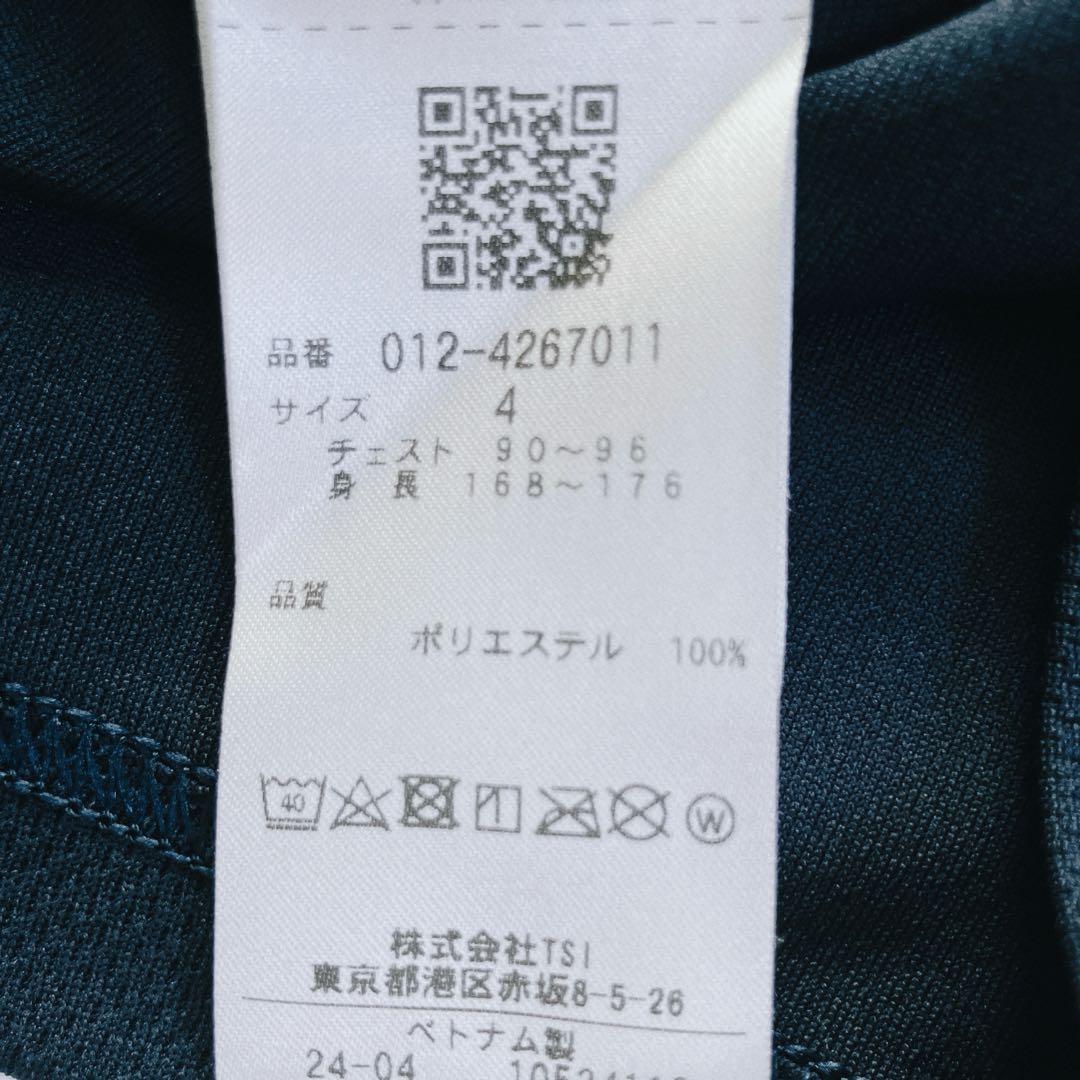 品番 012-4267011
サイズ 4
チェスト 90～96
身長 168～176
品質
ポリエステル 100%
40
W
株式会社TSI
東京都港区赤坂8-5-26
ベトナム製
24-04